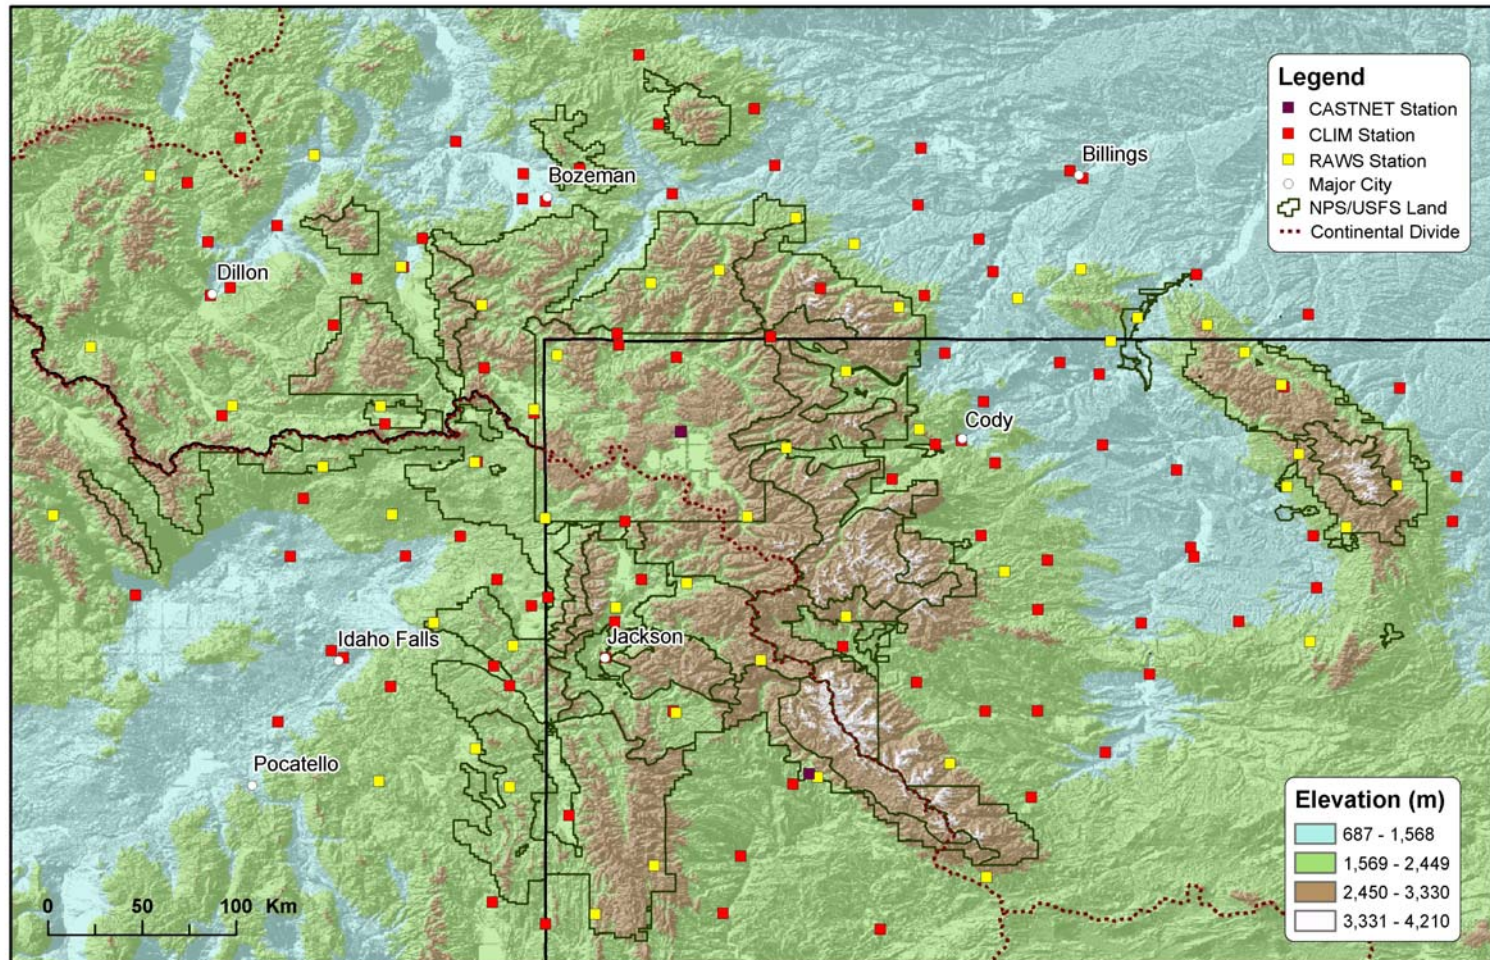 Legend
CASTNET Station
CLIM Station
RAWS Station
Major City
NPS/USFS Land
Continental Divide
Billings
Bozeman
Dillon
Cody
Idaho Falls
Jackson
Pocatello
Elevation (m)
687 - 1,568
1,569 - 2,449
2,450 - 3,330
3,331 - 4,210
0 50 100 Km